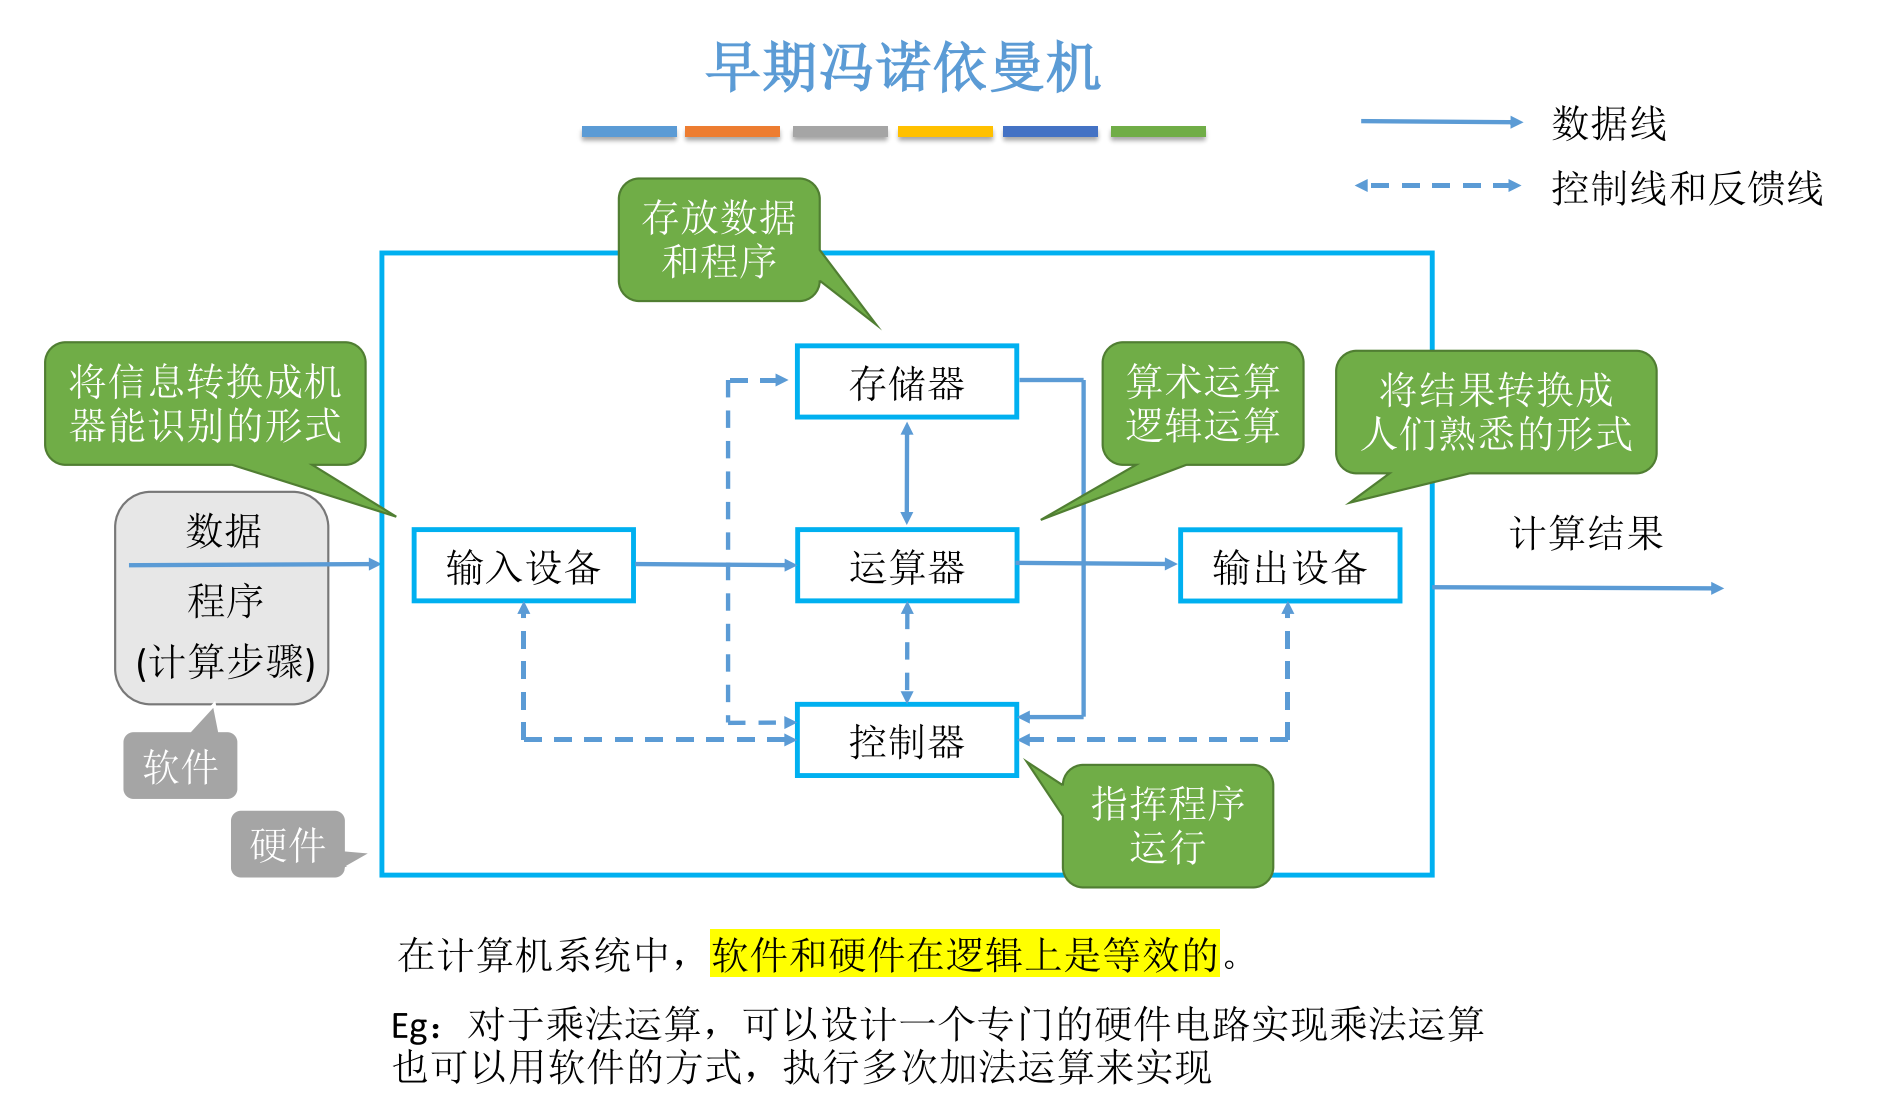 早期冯诺依曼机
数据线
控制线和反馈线
存放数据
和程序
将信息转换成机
器能识别的形式
存储器
算术运算
逻辑运算
将结果转换成
人们熟悉的形式
数据
程序
(计算步骤)
输入设备
运算器
输出设备
计算结果
控制器
软件
硬件
指挥程序
运行
在计算机系统中，软件和硬件在逻辑上是等效的。
Eg：对于乘法运算，可以设计一个专门的硬件电路实现乘法运算
也可以用软件的方式，执行多次加法运算来实现